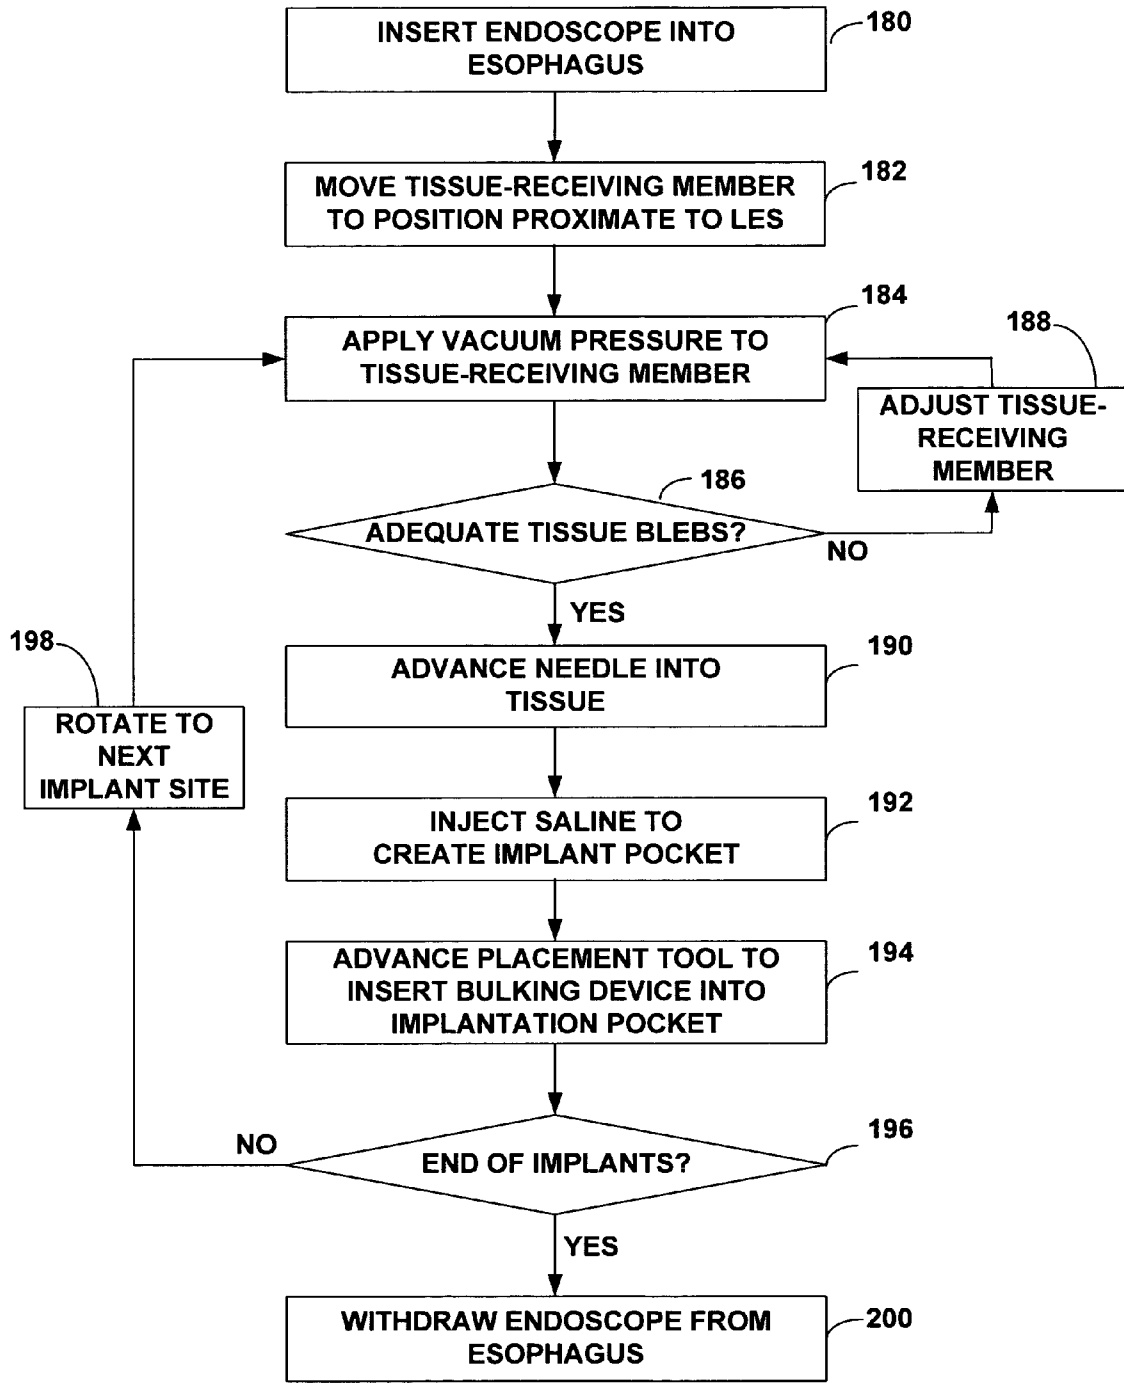 INSERT ENDOSCOPE INTO
ESOPHAGUS
180
MOVE TISSUE-RECEIVING MEMBER
TO POSITION PROXIMATE TO LES
182
APPLY VACUUM PRESSURE TO
TISSUE-RECEIVING MEMBER
184
188
ADJUST TISSUE-
RECEIVING
MEMBER
186
ADEQUATE TISSUE BLEBS?
NO
YES
190
ADVANCE NEEDLE INTO
TISSUE
198
ROTATE TO
NEXT
IMPLANT SITE
192
INJECT SALINE TO
CREATE IMPLANT POCKET
194
ADVANCE PLACEMENT TOOL TO
INSERT BULKING DEVICE INTO
IMPLANTATION POCKET
NO
END OF IMPLANTS?
196
YES
WITHDRAW ENDOSCOPE FROM
ESOPHAGUS
200